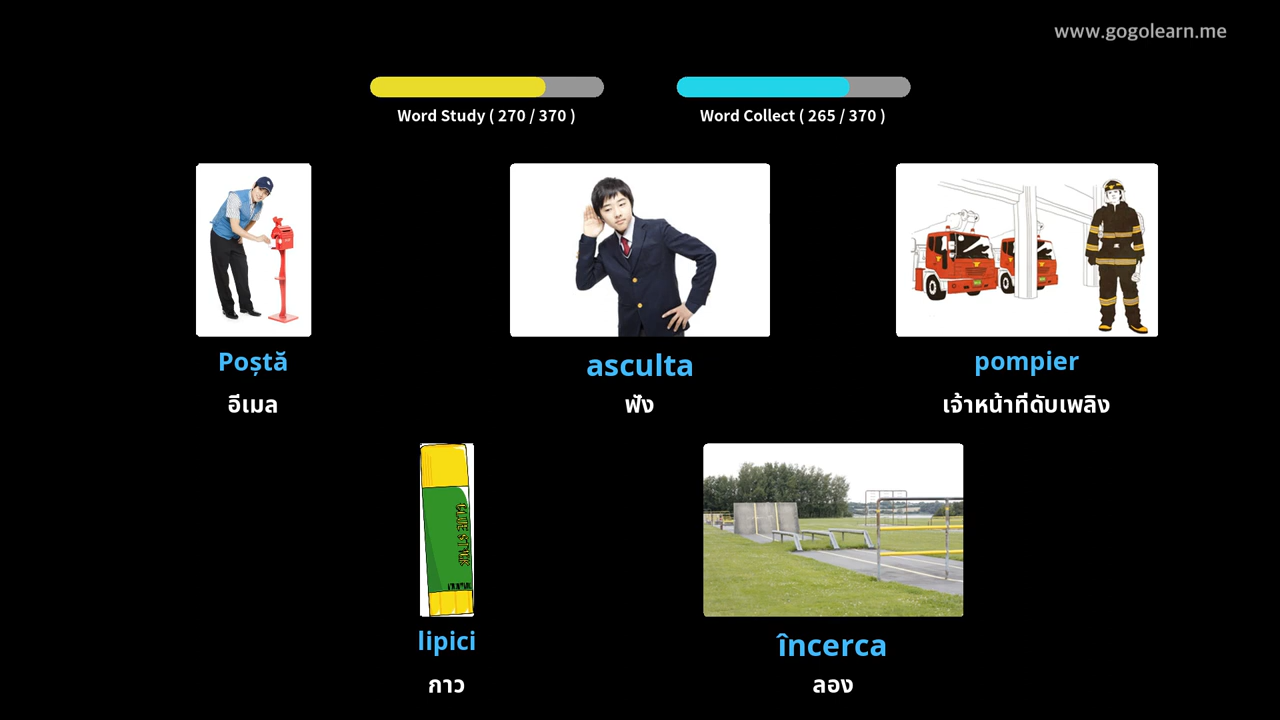 www.gogolearn.me
Word Study ( 270 / 370 )
Word Collect ( 265 / 370 )
Poștă
อีเมล
asculta
ฟัง
pompier
เจ้าหน้าที่ดับเพลิง
lipici
กาว
încerca
ลอง